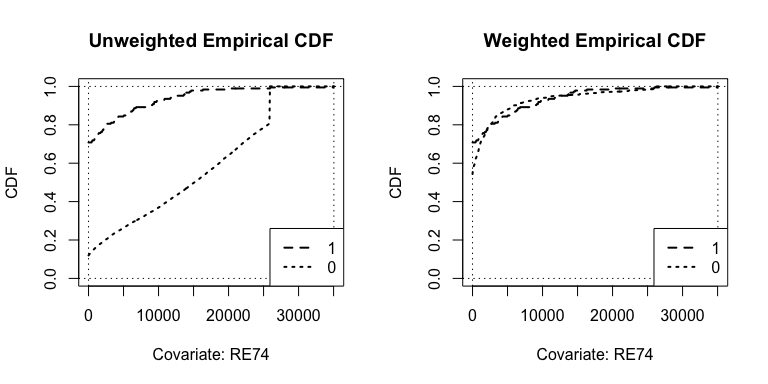 Unweighted Empirical CDF
CDF
0.0 0.2 0.4 0.6 0.8 1.0
1
0
0 10000 20000 30000
Covariate: RE74
Weighted Empirical CDF
CDF
0.0 0.2 0.4 0.6 0.8 1.0
1
0
0 10000 20000 30000
Covariate: RE74